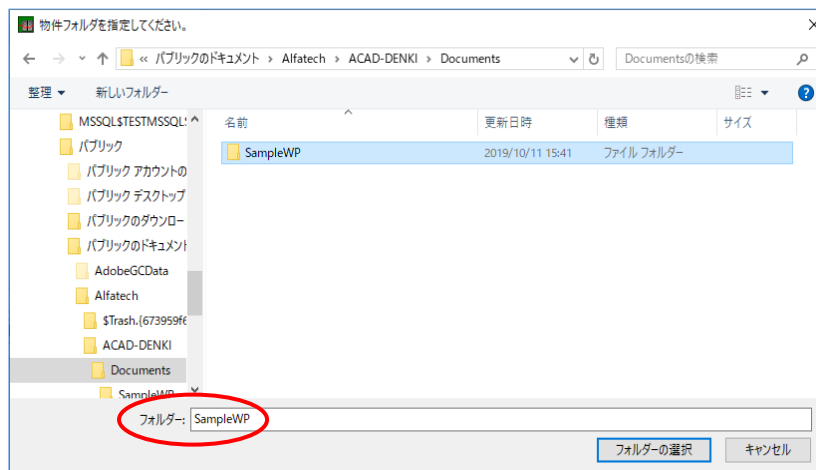 物件フォルダを指定してください。
« パブリックのドキュメント › Alfatech › ACAD-DENKI › Documents
Documentsの検索
整理
新しいフォルダー
MSSQL$TESTMSSQL:
パブリック
パブリック アカウントの
パブリック デスクトップ
パブリックのダウンロー
パブリックのドキュメント
AdobeGCData
Alfatech
$Trash.{673959f6
ACAD-DENKI
Documents
SampleWP
名前
更新日時
種類
サイズ
SampleWP
2019/10/11 15:41
ファイル フォルダー
フォルダー: SampleWP
フォルダーの選択
キャンセル